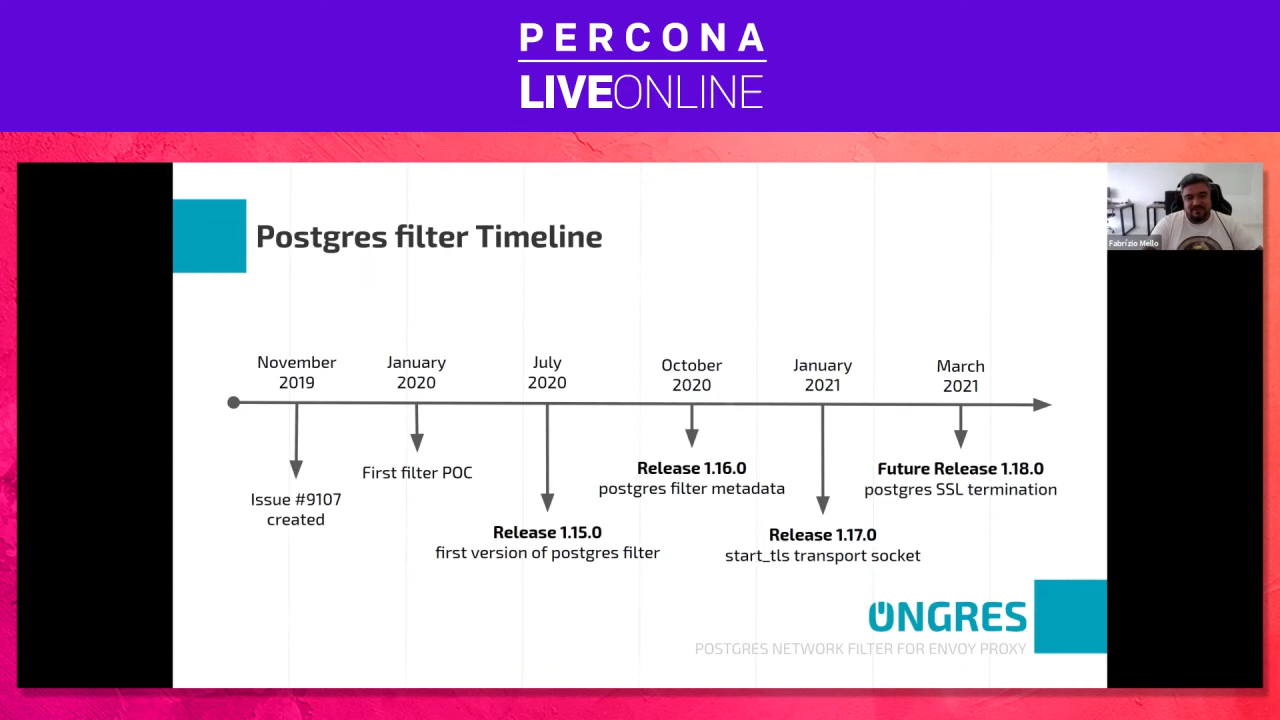 PERCONA
LIVEONLINE
Fabrízio Mello
Postgres filter Timeline
November
2019
January
2020
July
2020
October
2020
January
2021
March
2021
Issue #9107
created
First filter POC
Release 1.15.0
first version of postgres filter
Release 1.16.0
postgres filter metadata
Release 1.17.0
start_tls transport socket
Future Release 1.18.0
postgres SSL termination
ONGRES
POSTGRES NETWORK FILTER FOR ENVOY PROXY